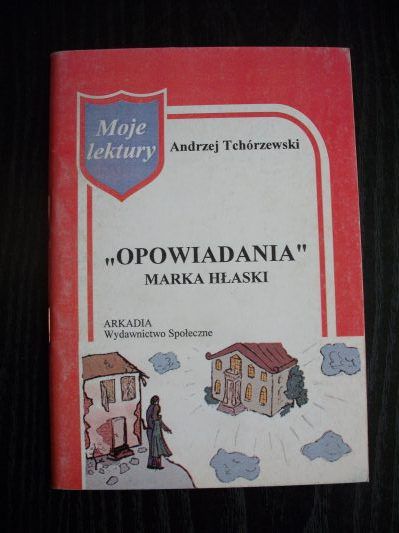 Moje
lektury
Andrzej Tchórzewski
"OPOWIADANIA"
MARKA HŁASKI
ARKADIA
Wydawnictwo Społeczne